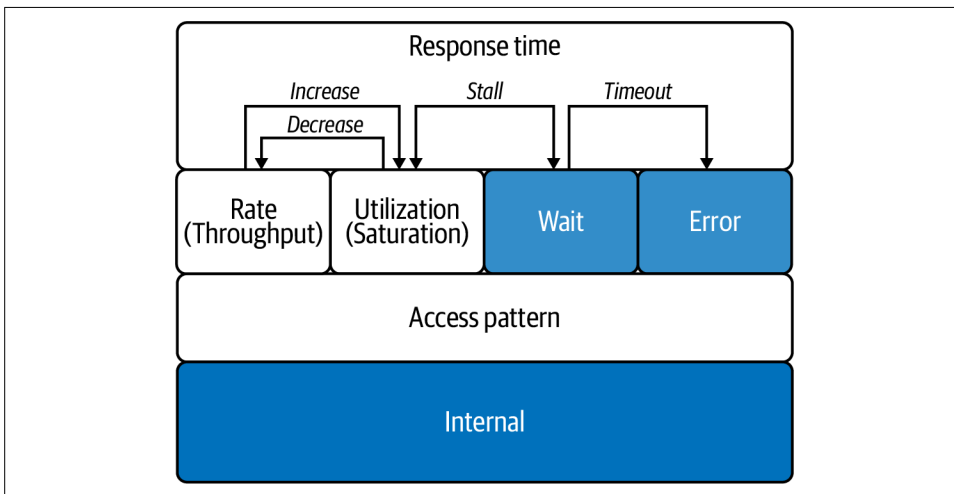 Response time
Increase
Stall
Timeout
Decrease
Rate
(Throughput)
Utilization
(Saturation)
Wait
Error
Access pattern
Internal